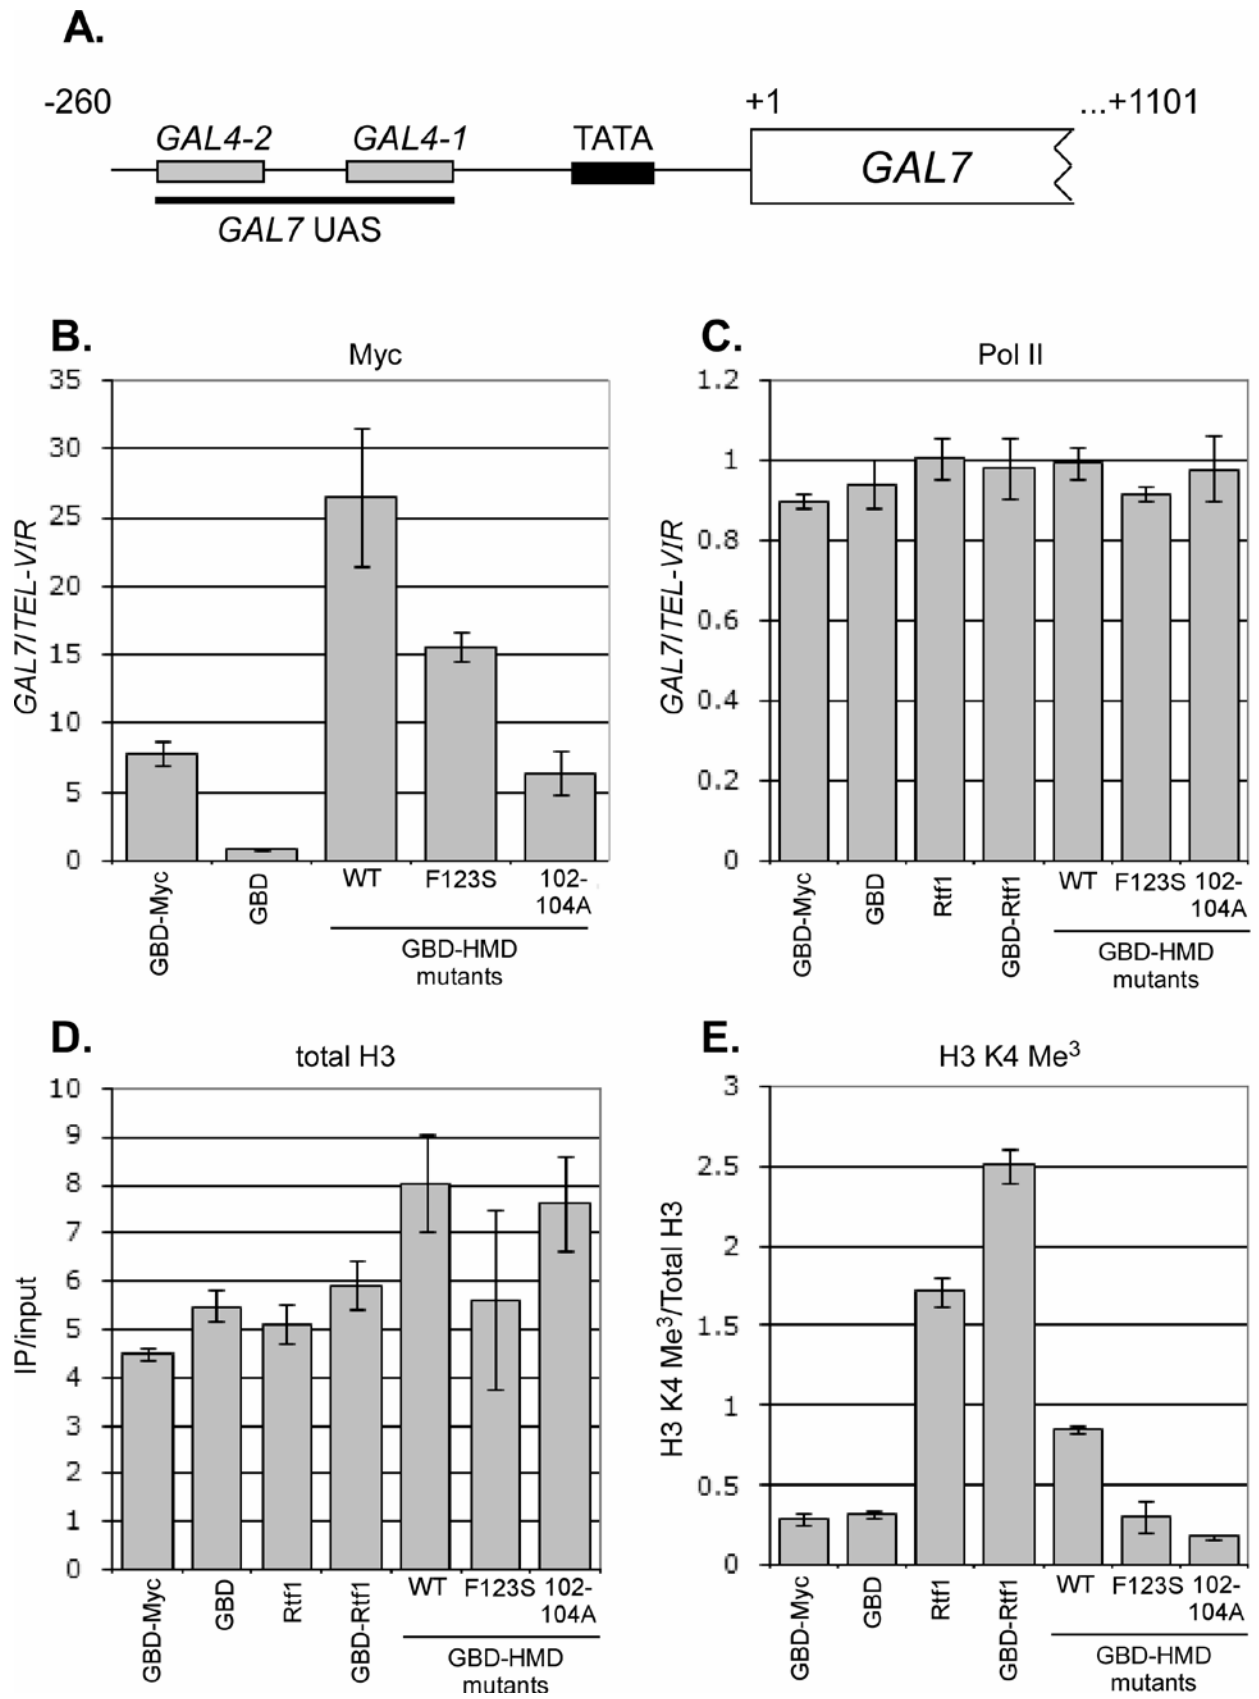 A.
-260
+1
...+1101
GAL4-2
GAL4-1
TATA
GAL7
GAL7 UAS
B.
Myc
GAL7/TEL-VIR
35
30
25
20
15
10
5
0
GBD-Myc
GBD
WT
F123S
102-
104A
GBD-HMD
mutants
C.
Pol II
GAL7/TEL-VIR
1.2
1
0.8
0.6
0.4
0.2
0
GBD-Myc
GBD
Rtf1
GBD-Rtf1
WT
F123S
102-
104A
GBD-HMD
mutants
D.
total H3
IP/input
10
9
8
7
6
5
4
3
2
1
0
GBD-Myc
GBD
Rtf1
GBD-Rtf1
WT
F123S
102-
104A
GBD-HMD
mutants
E.
H3 K4 Me³
H3 K4 Me³/Total H3
3
2.5
2
1.5
1
0.5
0
GBD-Myc
GBD
Rtf1
GBD-Rtf1
WT
F123S
102-
104A
GBD-HMD
mutants